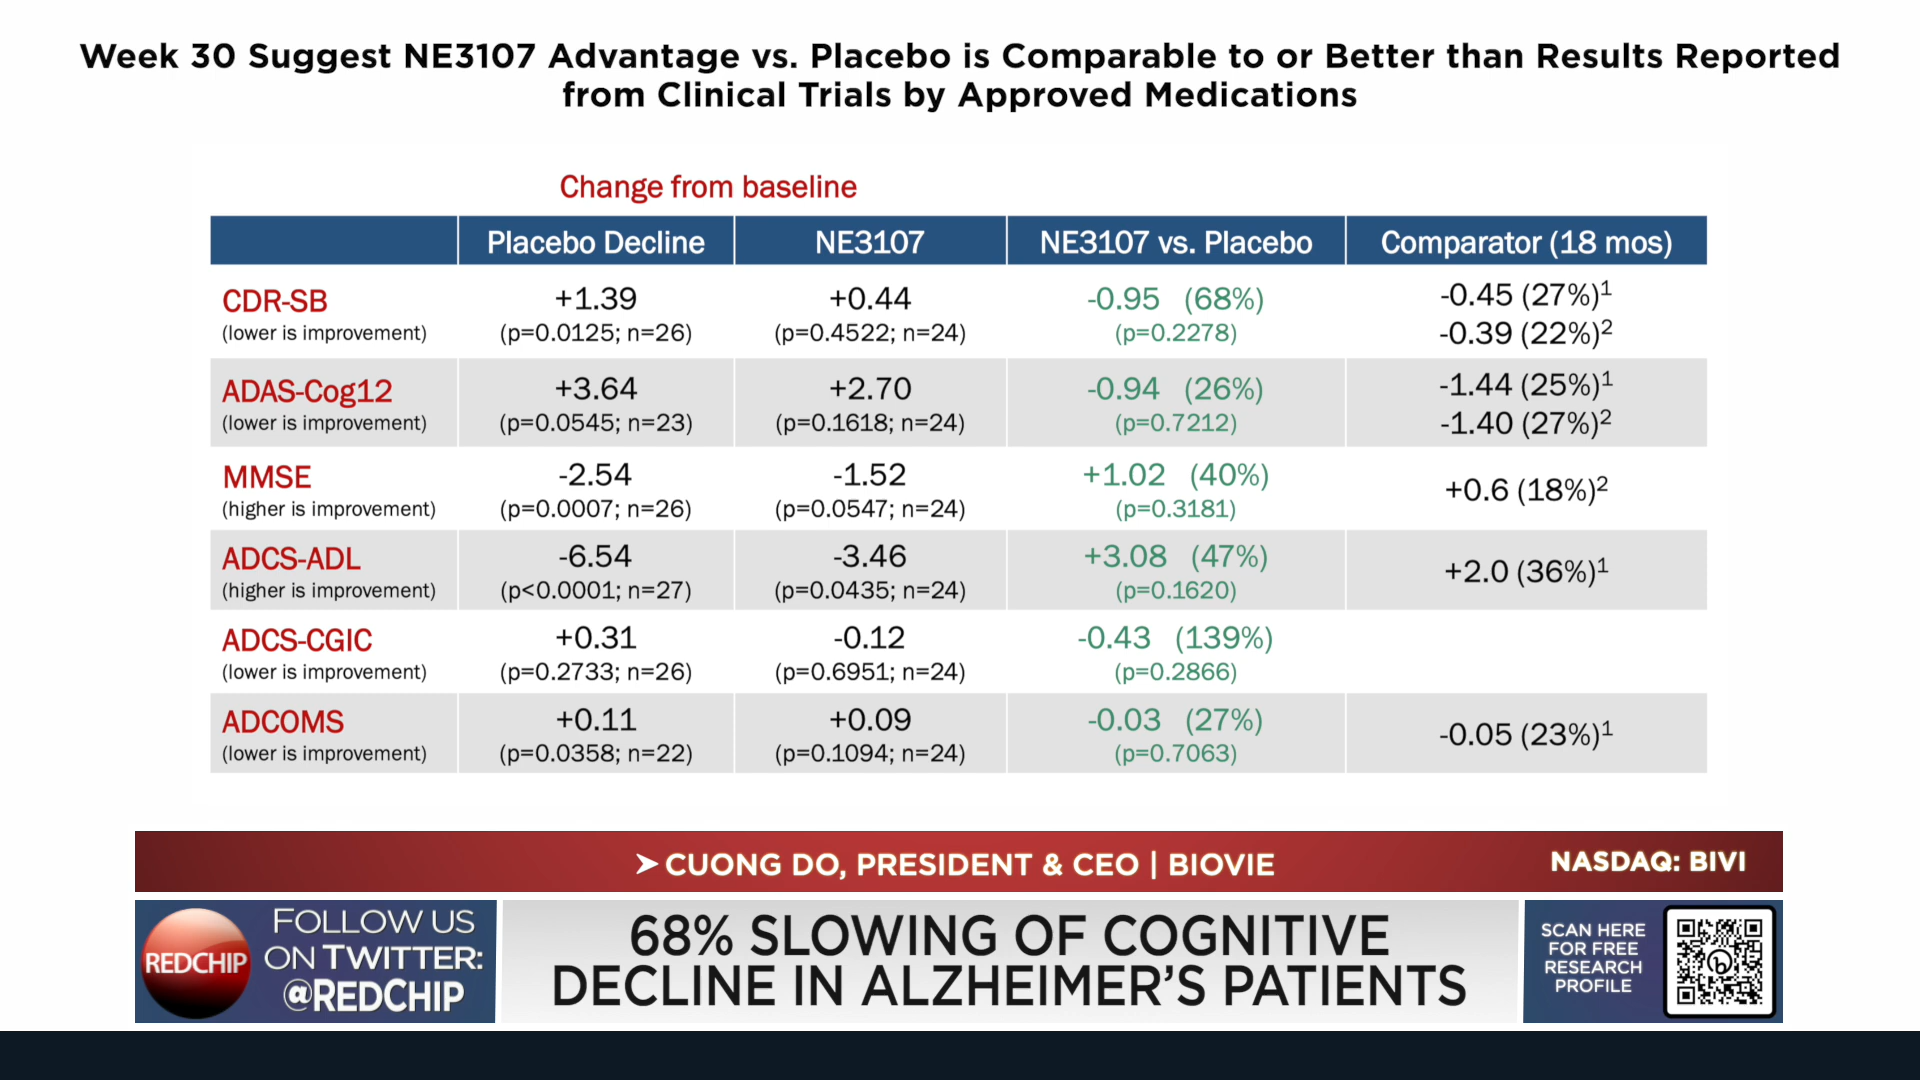 Week 30 Suggest NE3107 Advantage vs. Placebo is Comparable to or Better than Results Reported
from Clinical Trials by Approved Medications
Change from baseline
Placebo Decline NE3107 NE3107 vs. Placebo Comparator (18 mos)
CDR-SB +1.39 +0.44 -0.95 (68%) -0.45 (27%)¹
(lower is improvement) (p=0.0125; n=26) (p=0.4522; n=24) (p=0.2278) -0.39 (22%)²
ADAS-Cog12 +3.64 +2.70 -0.94 (26%) -1.44 (25%)¹
(lower is improvement) (p=0.0545; n=23) (p=0.1618; n=24) (p=0.7212) -1.40 (27%)²
MMSE -2.54 -1.52 +1.02 (40%) +0.6 (18%)²
(higher is improvement) (p=0.0007; n=26) (p=0.0547; n=24) (p=0.3181)
ADCS-ADL -6.54 -3.46 +3.08 (47%) +2.0 (36%)¹
(higher is improvement) (p<0.0001; n=27) (p=0.0435; n=24) (p=0.1620)
ADCS-CGIC +0.31 -0.12 -0.43 (139%)
(lower is improvement) (p=0.2733; n=26) (p=0.6951; n=24) (p=0.2866)
ADCOMS +0.11 +0.09 -0.03 (27%) -0.05 (23%)¹
(lower is improvement) (p=0.0358; n=22) (p=0.1094; n=24) (p=0.7063)
➤ CUONG DO, PRESIDENT & CEO | BIOVIE
NASDAQ: BIVI
REDCHIP
FOLLOW US
ON TWITTER:
@REDCHIP
68% SLOWING OF COGNITIVE
DECLINE IN ALZHEIMER'S PATIENTS
SCAN HERE
FOR FREE
RESEARCH
PROFILE